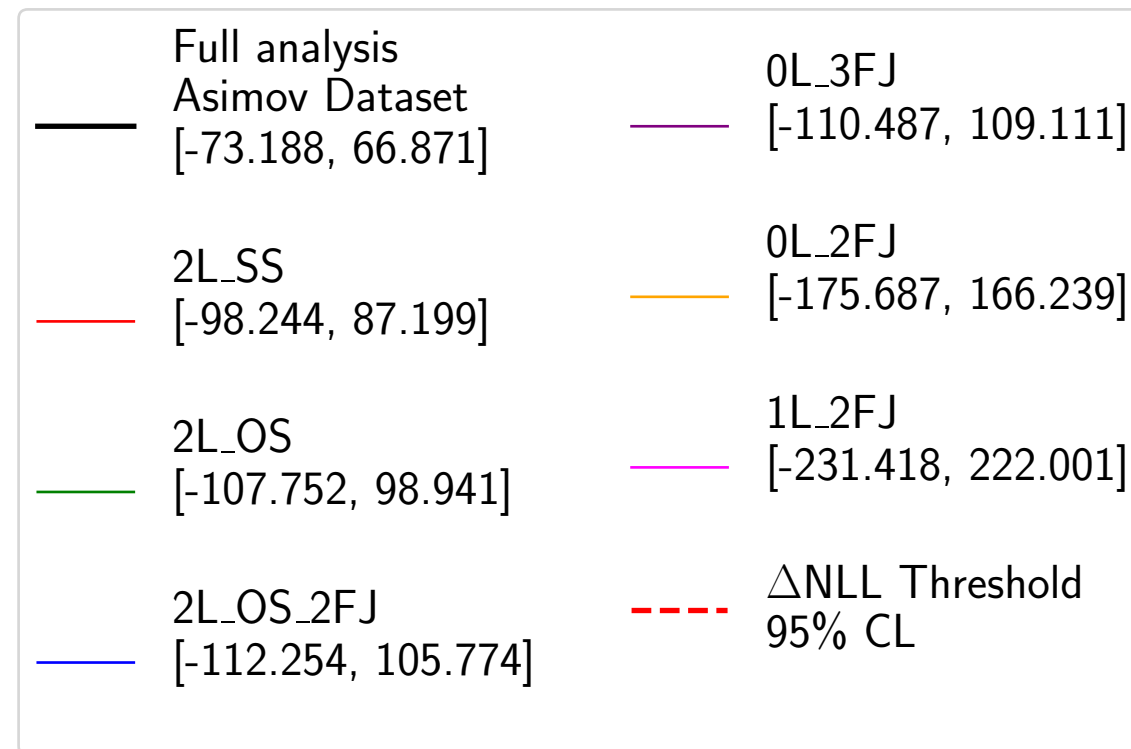 Full analysis
Asimov Dataset
[-73.188, 66.871]
2L_SS
[-98.244, 87.199]
2L_OS
[-107.752, 98.941]
2L_OS_2FJ
[-112.254, 105.774]
0L_3FJ
[-110.487, 109.111]
0L_2FJ
[-175.687, 166.239]
1L_2FJ
[-231.418, 222.001]
ΔNLL Threshold
95% CL